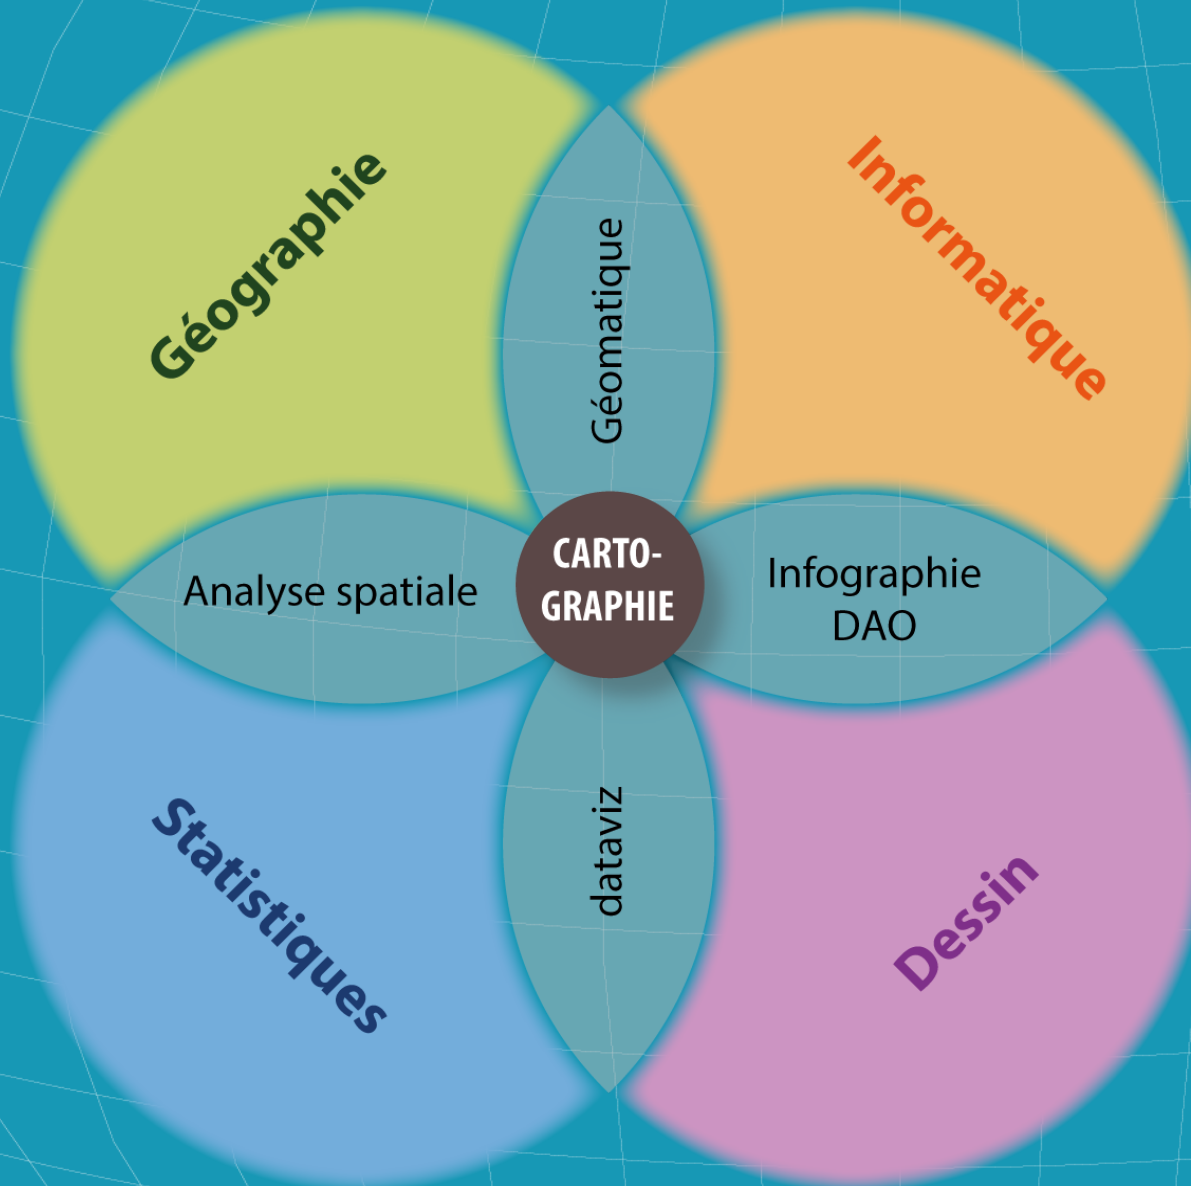 Géographie
Informatique
Géomatique
Analyse spatiale
CARTO-
GRAPHIE
Infographie
DAO
dataviz
Statistiques
Dessin